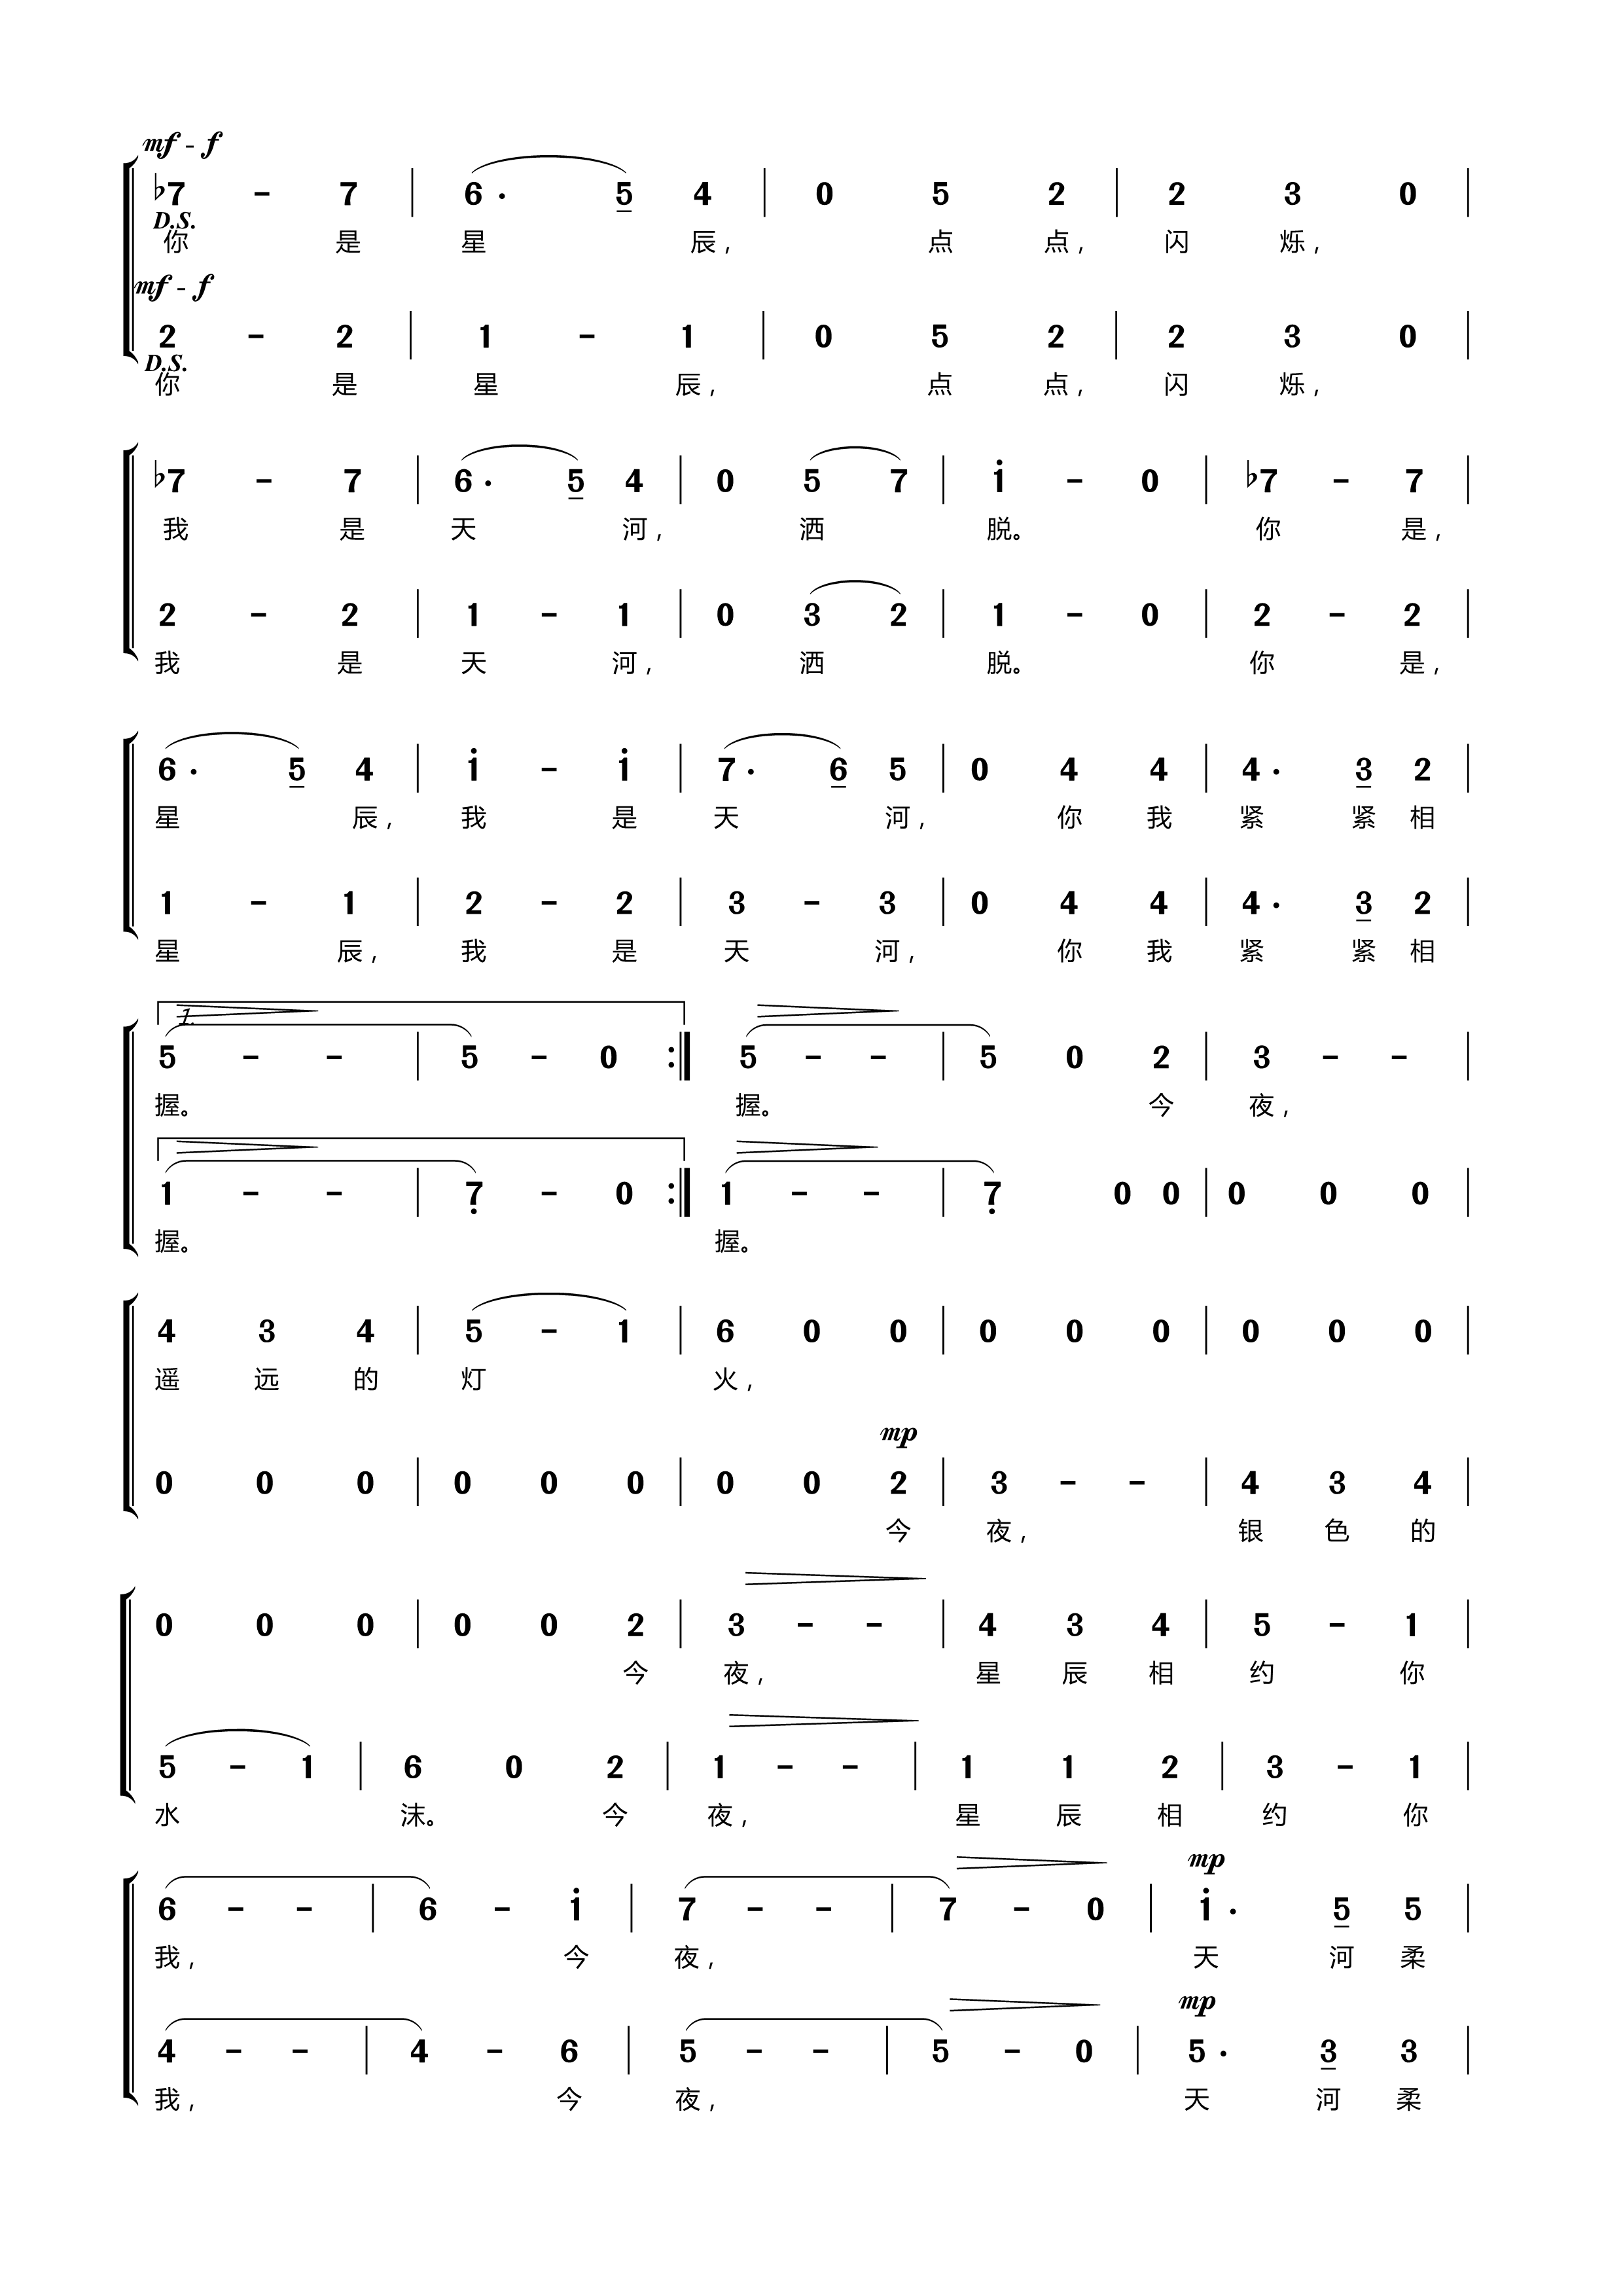 mf - f
♭7 - 7 | 6 · 5 4 | 0 5 2 | 2 3 0 |
D.S.
你 是 星 辰， 点 点， 闪 烁，
mf - f
2 - 2 | 1 - 1 | 0 5 2 | 2 3 0 |
D.S.
你 是 星 辰， 点 点， 闪 烁，
♭7 - 7 | 6 · 5 4 | 0 5 7 | i - 0 | ♭7 - 7 |
我 是 天 河， 洒 脱。 你 是，
2 - 2 | 1 - 1 | 0 3 2 | 1 - 0 | 2 - 2 |
我 是 天 河， 洒 脱。 你 是，
6 · 5 4 | i - i | 7 · 6 5 | 0 4 4 | 4 · 3 2 |
星 辰， 我 是 天 河， 你 我 紧 紧 相
1 - 1 | 2 - 2 | 3 - 3 | 0 4 4 | 4 · 3 2 |
星 辰， 我 是 天 河， 你 我 紧 紧 相
1.
5 - - | 5 - 0 :| 5 - - | 5 0 2 | 3 - - |
握。 握。 今 夜，
1 - - | 7̣ - 0 :| 1 - - | 7̣ 0 0 | 0 0 0 |
握。 握。
4 3 4 | 5 - 1 | 6 0 0 | 0 0 0 | 0 0 0 |
遥 远 的 灯 火，
mp
0 0 0 | 0 0 0 | 0 0 2 | 3 - - | 4 3 4 |
今 夜， 银 色 的
0 0 0 | 0 0 2 | 3 - - | 4 3 4 | 5 - 1 |
今 夜， 星 辰 相 约 你
5 - 1 | 6 0 2 | 1 - - | 1 1 2 | 3 - 1 |
水 沫。 今 夜， 星 辰 相 约 你
mp
6 - - | 6 - i | 7 - - | 7 - 0 | i · 5 5 |
我， 今 夜， 天 河 柔
mp
4 - - | 4 - 6 | 5 - - | 5 - 0 | 5 · 3 3 |
我， 今 夜， 天 河 柔